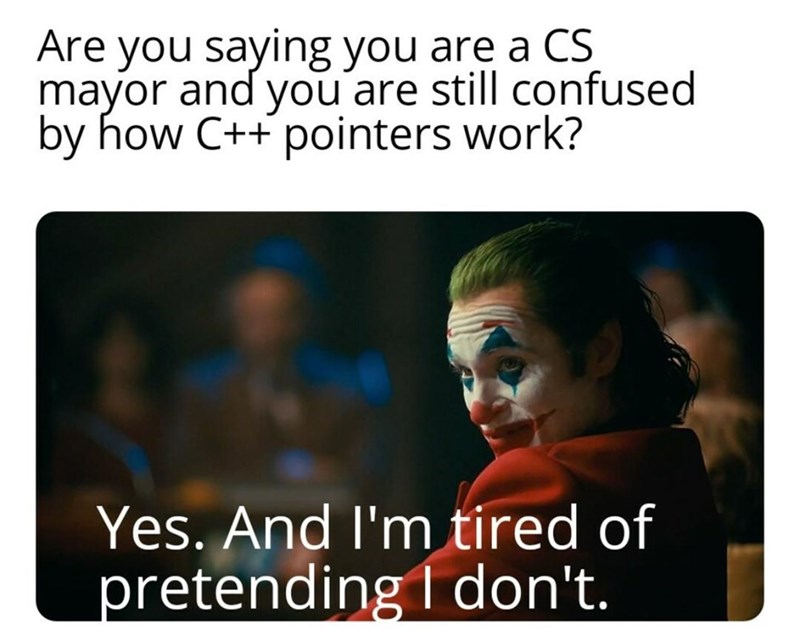 Are you saying you are a CS
mayor and you are still confused
by how C++ pointers work?
Yes. And I'm tired of
pretending I don't.